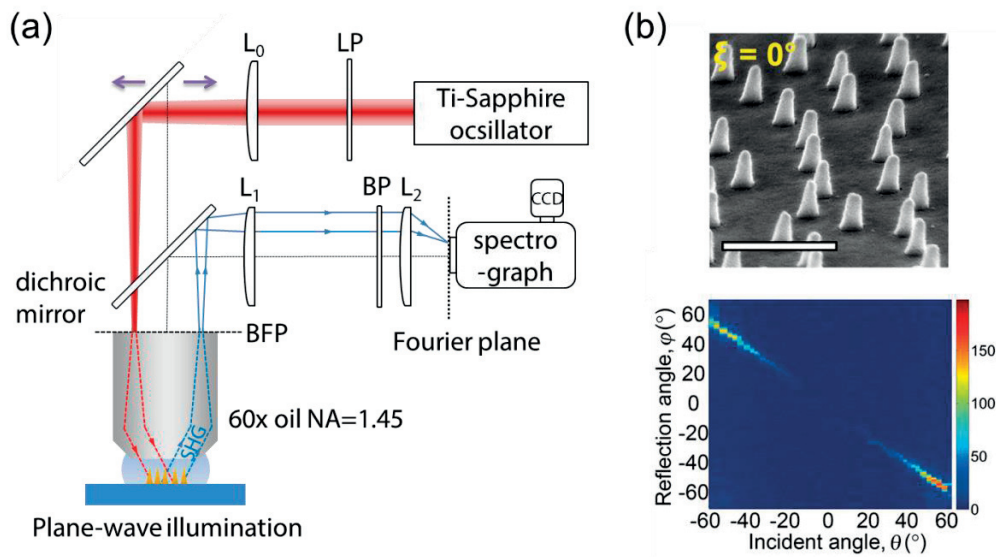 (a)
L0
LP
Ti-Sapphire
ocsillator
L1
BP
L2
CCD
spectro
-graph
dichroic
mirror
BFP
Fourier plane
60x oil NA=1.45
SHG
Plane-wave illumination
(b)
ξ = 0°
Reflection angle, φ(°)
60
40
20
0
-20
-40
-60
-60 -40 -20 0 20 40 60
Incident angle, θ(°)
150
100
50
0